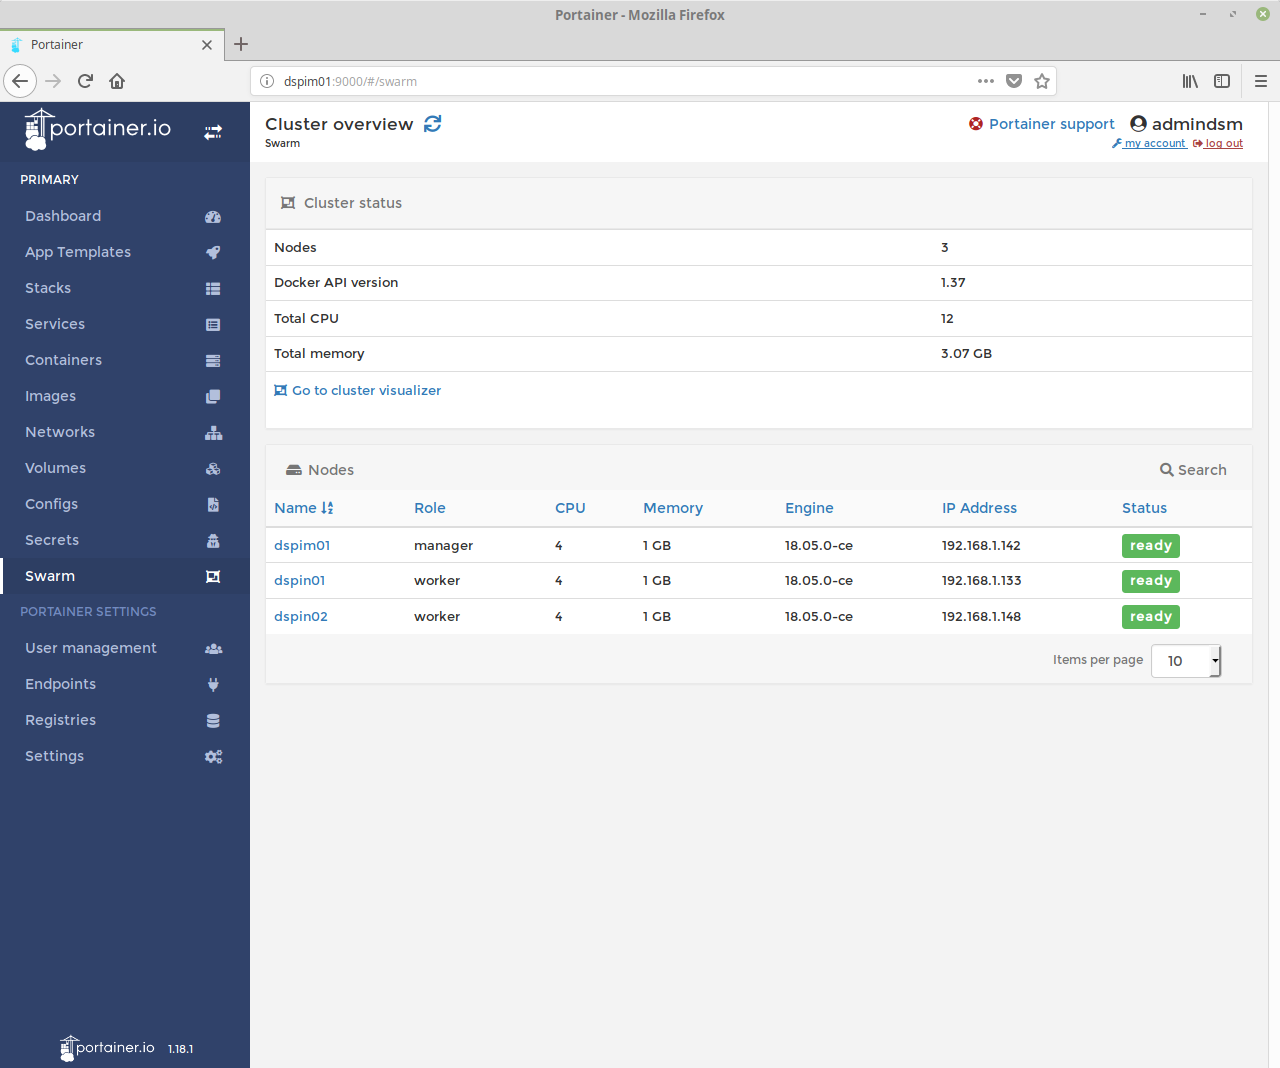 Portainer - Mozilla Firefox
Portainer
dspim01:9000/#/swarm
portainer.io
Cluster overview
Swarm
Portainer support
admindsm
my account
log out
PRIMARY
Dashboard
App Templates
Stacks
Services
Containers
Images
Networks
Volumes
Configs
Secrets
Swarm
PORTAINER SETTINGS
User management
Endpoints
Registries
Settings
portainer.io 1.18.1
Cluster status
Nodes 3
Docker API version 1.37
Total CPU 12
Total memory 3.07 GB
Go to cluster visualizer
Nodes
Search
Name Role CPU Memory Engine IP Address Status
dspim01 manager 4 1 GB 18.05.0-ce 192.168.1.142 ready
dspin01 worker 4 1 GB 18.05.0-ce 192.168.1.133 ready
dspin02 worker 4 1 GB 18.05.0-ce 192.168.1.148 ready
Items per page 10